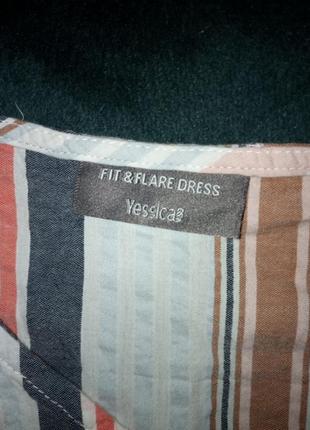 FIT & FLARE DRESS
Yessica